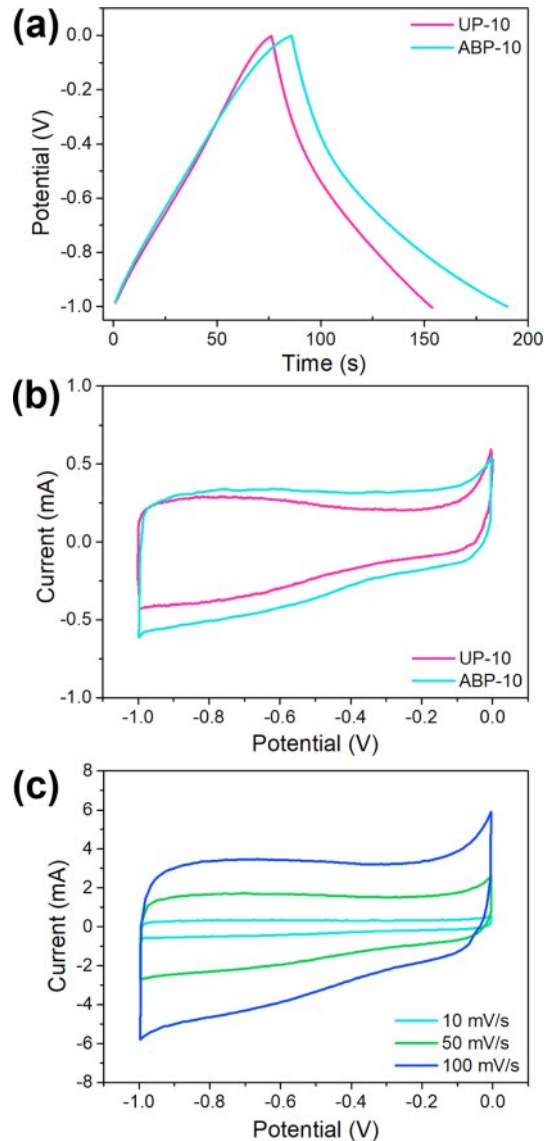 (a)
UP-10
ABP-10
0.0
-0.2
-0.4
-0.6
-0.8
-1.0
Potential (V)
0 50 100 150 200
Time (s)
(b)
1.0
0.5
0.0
-0.5
-1.0
Current (mA)
UP-10
ABP-10
-1.0 -0.8 -0.6 -0.4 -0.2 0.0
Potential (V)
(c)
8
6
4
2
0
-2
-4
-6
-8
Current (mA)
10 mV/s
50 mV/s
100 mV/s
-1.0 -0.8 -0.6 -0.4 -0.2 0.0
Potential (V)